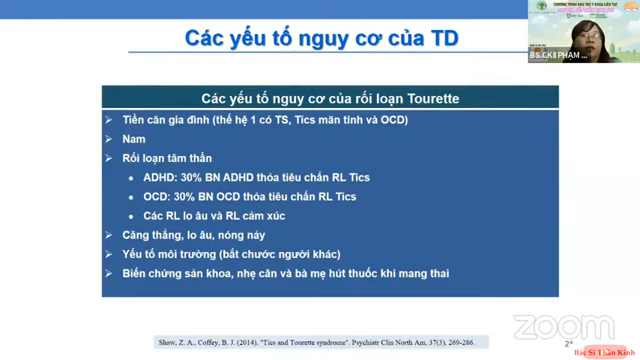 Các yếu tố nguy cơ của TD
CHƯƠNG TRÌNH ĐÀO TẠO Y KHOA LIÊN TỤC
BS.CKII PHAM ...
Các yếu tố nguy cơ của rối loạn Tourette
Tiền căn gia đình (thế hệ 1 có TS, Tics mãn tính và OCD)
Nam
Rối loạn tâm thần
ADHD: 30% BN ADHD thỏa tiêu chẩn RL Tics
OCD: 30% BN OCD thỏa tiêu chẩn RL Tics
Các RL lo âu và RL cảm xúc
Căng thẳng, lo âu, nóng nảy
Yếu tố môi trường (bắt chước người khác)
Biến chứng sản khoa, nhẹ cân và bà mẹ hút thuốc khi mang thai
zoom
Shaw, Z. A., Coffey, B. J. (2014), "Tics and Tourette syndrome". Psychiatr Clin North Am, 37(3), 269-286.
Bác Sĩ Thần Kinh